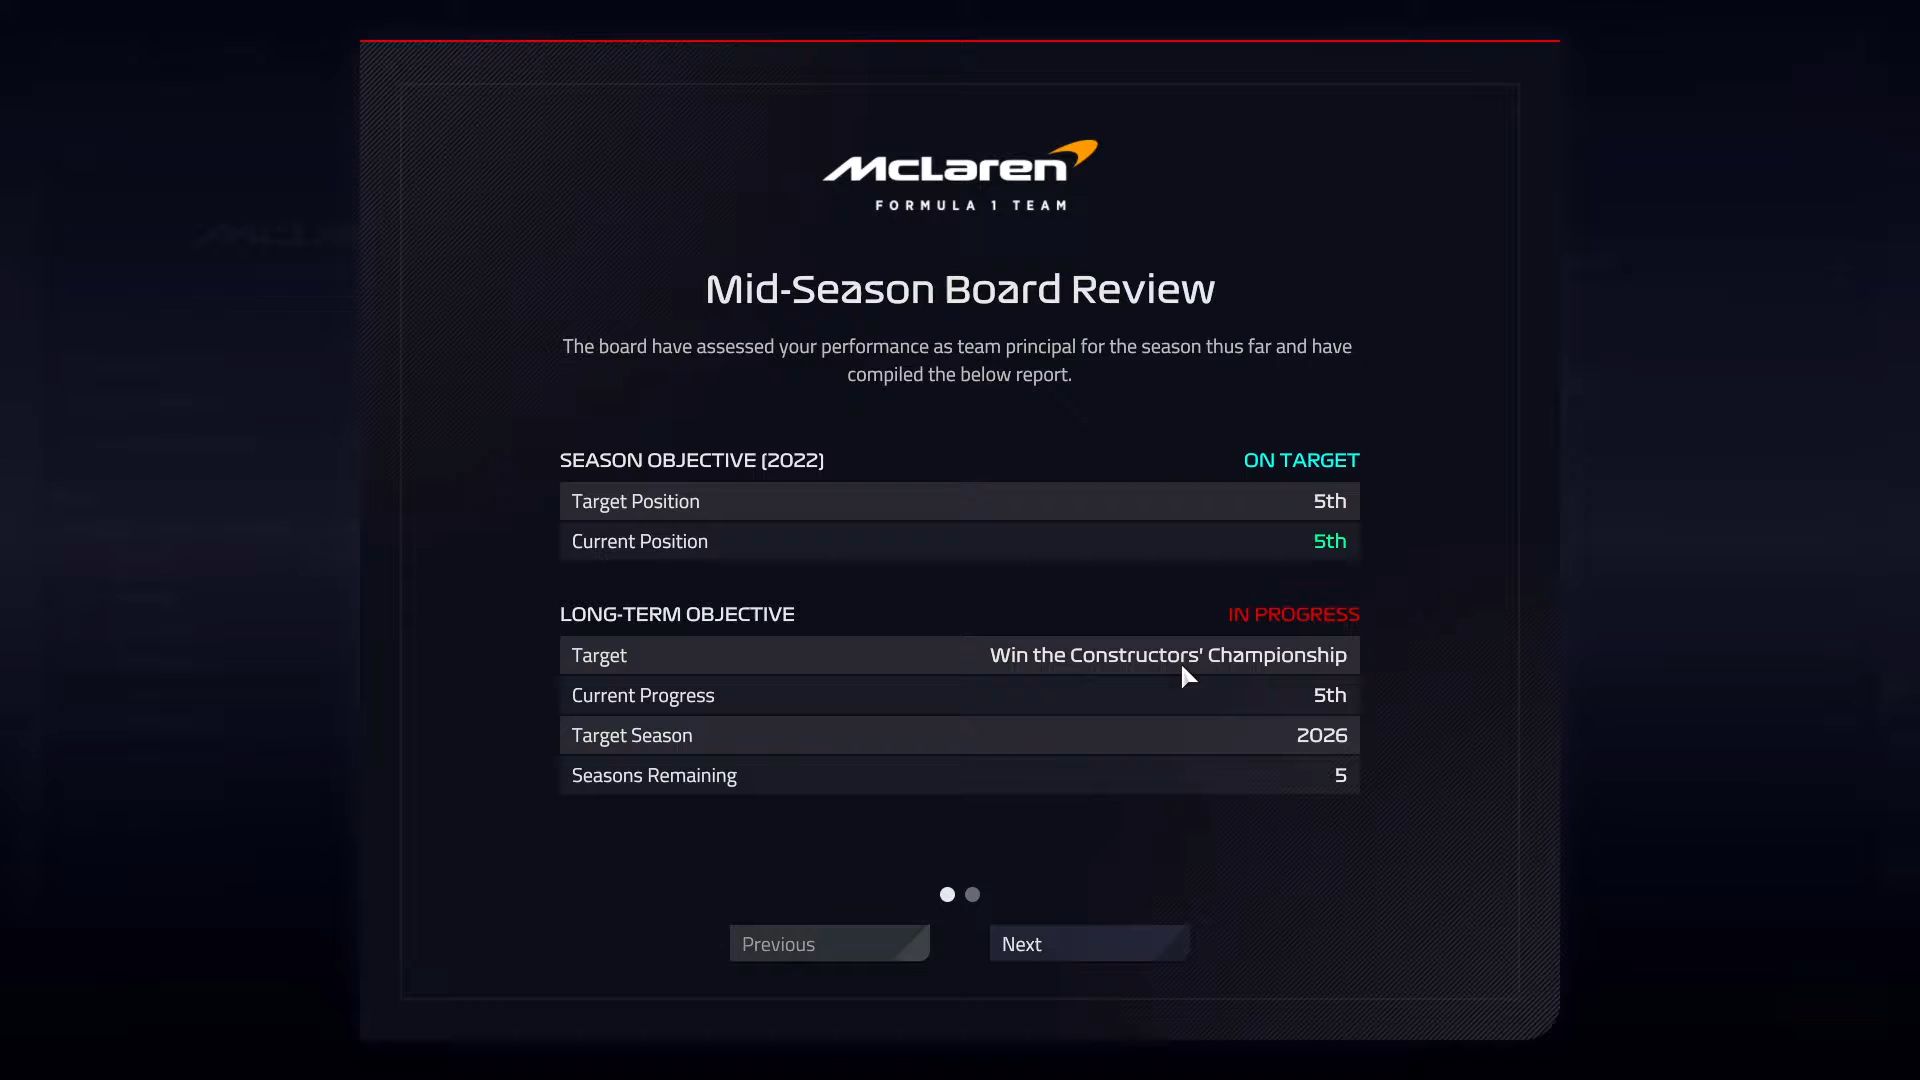 McLaren
FORMULA 1 TEAM
Mid-Season Board Review
The board have assessed your performance as team principal for the season thus far and have
compiled the below report.
SEASON OBJECTIVE (2022) ON TARGET
Target Position 5th
Current Position 5th
LONG-TERM OBJECTIVE IN PROGRESS
Target Win the Constructors' Championship
Current Progress 5th
Target Season 2026
Seasons Remaining 5
Previous Next